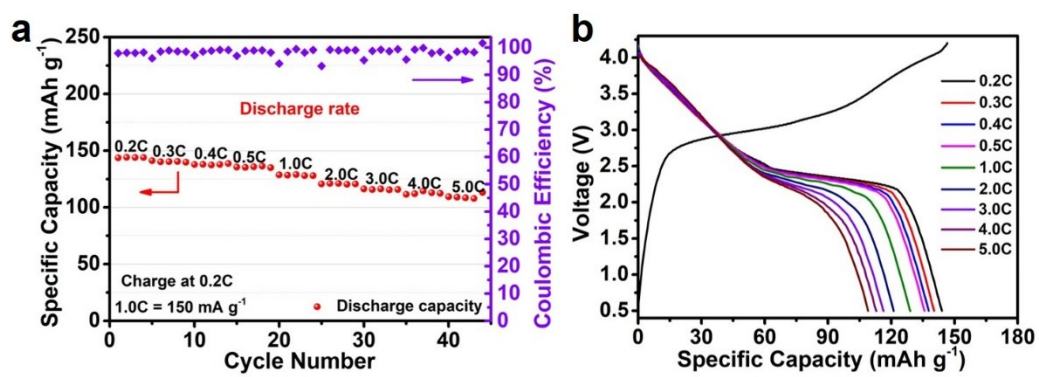 a
Specific Capacity (mAh g⁻¹)
250
200
150
100
50
0
0
10
20
30
40
Cycle Number
100
90
80
70
60
50
40
30
20
10
0
Coulombic Efficiency (%)
Discharge rate
0.2C
0.3C
0.4C
0.5C
1.0C
2.0C
3.0C
4.0C
5.0C
Charge at 0.2C
1.0C = 150 mA g⁻¹
Discharge capacity
b
Voltage (V)
4.0
3.5
3.0
2.5
2.0
1.5
1.0
0.5
0
30
60
90
120
150
180
Specific Capacity (mAh g⁻¹)
0.2C
0.3C
0.4C
0.5C
1.0C
2.0C
3.0C
4.0C
5.0C